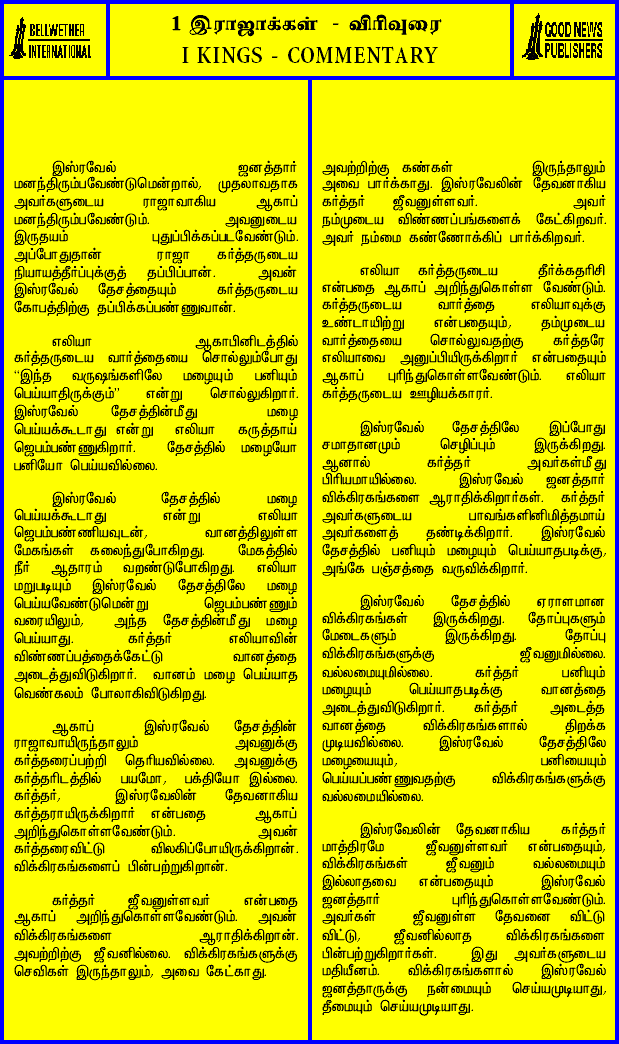 BELLWETHER
INTERNATIONAL
1 இராஜாக்கள் - விரிவுரை
I KINGS - COMMENTARY
GOOD NEWS
PUBLISHERS
இஸ்ரவேல் ஜனத்தார்
மனந்திரும்பவேண்டுமென்றால், முதலாவதாக
அவர்களுடைய ராஜாவாகிய ஆகாப்
மனந்திரும்பவேண்டும். அவனுடைய
இருதயம் புதுப்பிக்கப்படவேண்டும்.
அப்போதுதான் ராஜா கர்த்தருடைய
நியாயத்தீர்ப்புக்குத் தப்பிப்பான். அவன்
இஸ்ரவேல் தேசத்தையும் கர்த்தருடைய
கோபத்திற்கு தப்பிக்கப்பண்ணுவான்.
எலியா ஆகாபினிடத்தில்
கர்த்தருடைய வார்த்தையை சொல்லும்போது
“இந்த வருஷங்களிலே மழையும் பனியும்
பெய்யாதிருக்கும்” என்று சொல்லுகிறார்.
இஸ்ரவேல் தேசத்தின்மீது மழை
பெய்யக்கூடாது என்று எலியா கருத்தாய்
ஜெபம்பண்ணுகிறார். தேசத்தில் மழையோ
பனியோ பெய்யவில்லை.
இஸ்ரவேல் தேசத்தில் மழை
பெய்யக்கூடாது என்று எலியா
ஜெபம்பண்ணியவுடன், வானத்திலுள்ள
மேகங்கள் கலைந்துபோகிறது. மேகத்தில்
நீர் ஆதாரம் வறண்டுபோகிறது. எலியா
மறுபடியும் இஸ்ரவேல் தேசத்திலே மழை
பெய்யவேண்டுமென்று ஜெபம்பண்ணும்
வரையிலும், அந்த தேசத்தின்மீது மழை
பெய்யாது. கர்த்தர் எலியாவின்
விண்ணப்பத்தைக்கேட்டு வானத்தை
அடைத்துவிடுகிறார். வானம் மழை பெய்யாத
வெண்கலம் போலாகிவிடுகிறது.
ஆகாப் இஸ்ரவேல் தேசத்தின்
ராஜாவாயிருந்தாலும் அவனுக்கு
கர்த்தரைப்பற்றி தெரியவில்லை. அவனுக்கு
கர்த்தரிடத்தில் பயமோ, பக்தியோ இல்லை.
கர்த்தர், இஸ்ரவேலின் தேவனாகிய
கர்த்தராயிருக்கிறார் என்பதை ஆகாப்
அறிந்துகொள்ளவேண்டும். அவன்
கர்த்தரைவிட்டு விலகிப்போயிருக்கிறான்.
விக்கிரகங்களைப் பின்பற்றுகிறான்.
கர்த்தர் ஜீவனுள்ளவர் என்பதை
ஆகாப் அறிந்துகொள்ளவேண்டும். அவன்
விக்கிரகங்களை ஆராதிக்கிறான்.
அவற்றிற்கு ஜீவனில்லை. விக்கிரகங்களுக்கு
செவிகள் இருந்தாலும், அவை கேட்காது.
அவற்றிற்கு கண்கள் இருந்தாலும்
அவை பார்க்காது. இஸ்ரவேலின் தேவனாகிய
கர்த்தர் ஜீவனுள்ளவர். அவர்
நம்முடைய விண்ணப்பங்களைக் கேட்கிறவர்.
அவர் நம்மை கண்ணோக்கிப் பார்க்கிறவர்.
எலியா கர்த்தருடைய தீர்க்கதரிசி
என்பதை ஆகாப் அறிந்துகொள்ள வேண்டும்.
கர்த்தருடைய வார்த்தை எலியாவுக்கு
உண்டாயிற்று என்பதையும், தம்முடைய
வார்த்தையை சொல்லுவதற்கு கர்த்தரே
எலியாவை அனுப்பியிருக்கிறார் என்பதையும்
ஆகாப் புரிந்துகொள்ளவேண்டும். எலியா
கர்த்தருடைய ஊழியக்காரர்.
இஸ்ரவேல் தேசத்திலே இப்போது
சமாதானமும் செழிப்பும் இருக்கிறது.
ஆனால் கர்த்தர் அவர்கள்மீது
பிரியமாயில்லை. இஸ்ரவேல் ஜனத்தார்
விக்கிரகங்களை ஆராதிக்கிறார்கள். கர்த்தர்
அவர்களுடைய பாவங்களினிமித்தமாய்
அவர்களைத் தண்டிக்கிறார். இஸ்ரவேல்
தேசத்தில் பனியும் மழையும் பெய்யாதபடிக்கு,
அங்கே பஞ்சத்தை வருவிக்கிறார்.
இஸ்ரவேல் தேசத்தில் ஏராளமான
விக்கிரகங்கள் இருக்கிறது. தோப்புகளும்
மேடைகளும் இருக்கிறது. தோப்பு
விக்கிரகங்களுக்கு ஜீவனுமில்லை.
வல்லமையுமில்லை. கர்த்தர் பனியும்
மழையும் பெய்யாதபடிக்கு வானத்தை
அடைத்துவிடுகிறார். கர்த்தர் அடைத்த
வானத்தை விக்கிரகங்களால் திறக்க
முடியவில்லை. இஸ்ரவேல் தேசத்திலே
மழையையும், பனியையும்
பெய்யப்பண்ணுவதற்கு விக்கிரகங்களுக்கு
வல்லமையில்லை.
இஸ்ரவேலின் தேவனாகிய கர்த்தர்
மாத்திரமே ஜீவனுள்ளவர் என்பதையும்,
விக்கிரகங்கள் ஜீவனும் வல்லமையும்
இல்லாதவை என்பதையும் இஸ்ரவேல்
ஜனத்தார் புரிந்துகொள்ளவேண்டும்.
அவர்கள் ஜீவனுள்ள தேவனை விட்டு
விட்டு, ஜீவனில்லாத விக்கிரகங்களை
பின்பற்றுகிறார்கள். இது அவர்களுடைய
மதியீனம். விக்கிரகங்களால் இஸ்ரவேல்
ஜனத்தாருக்கு நன்மையும் செய்யமுடியாது,
தீமையும் செய்யமுடியாது.